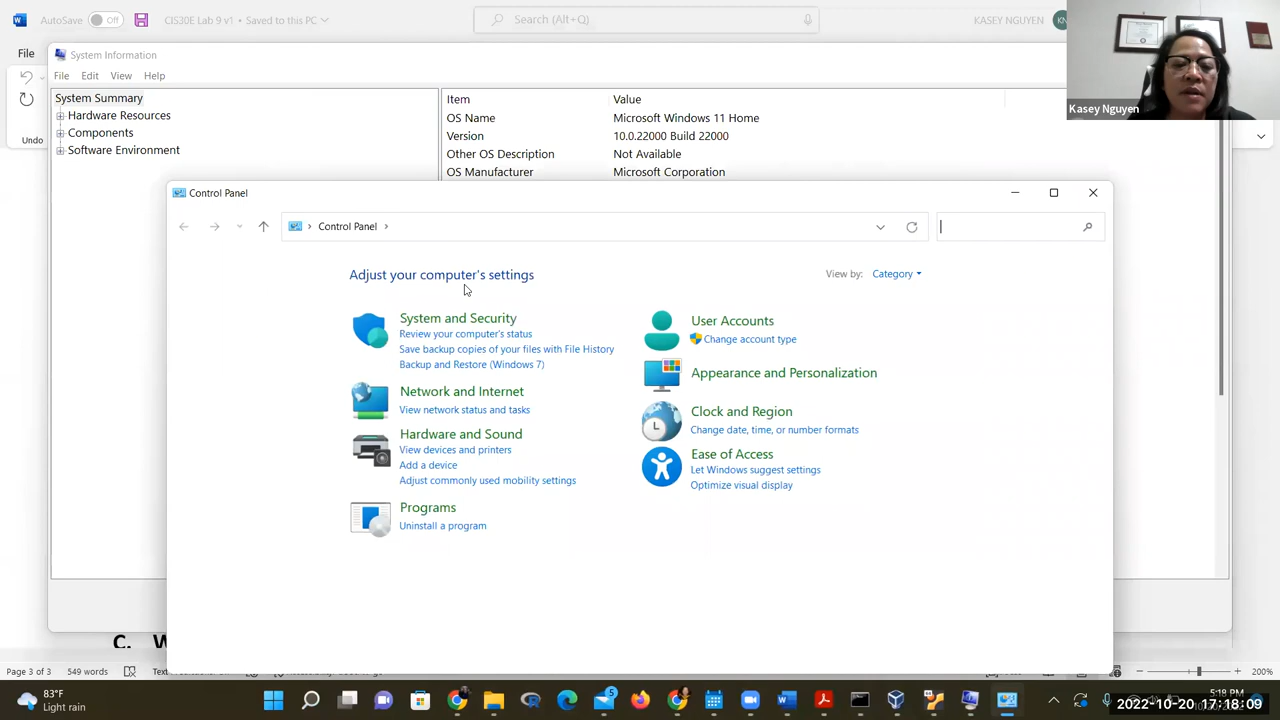 AutoSave Off CIS30E Lab 9 v1 • Saved to this PC Search (Alt+Q) KASEY NGUYEN KN
File
Undo
System Information
File Edit View Help
System Summary
Hardware Resources
Components
Software Environment
Item Value
OS Name Microsoft Windows 11 Home
Version 10.0.22000 Build 22000
Other OS Description Not Available
OS Manufacturer Microsoft Corporation
Kasey Nguyen
Control Panel
Control Panel
Adjust your computer's settings
View by: Category
System and Security
Review your computer's status
Save backup copies of your files with File History
Backup and Restore (Windows 7)
Network and Internet
View network status and tasks
Hardware and Sound
View devices and printers
Add a device
Adjust commonly used mobility settings
Programs
Uninstall a program
User Accounts
Change account type
Appearance and Personalization
Clock and Region
Change date, time, or number formats
Ease of Access
Let Windows suggest settings
Optimize visual display
C. W
Page 3 of 3 549 words 200%
83°F
Light rain
5
5:18 PM
2022-10-20 17:18:09